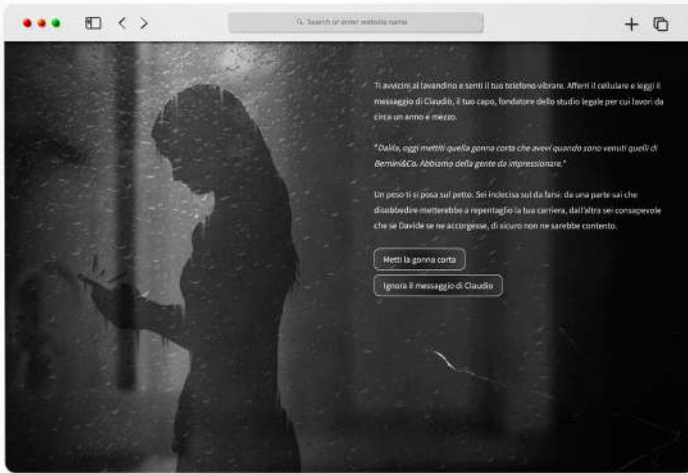 Search or enter website name
Ti avvicini al lavandino e senti il tuo telefono vibrare. Afferri il cellulare e leggi il
messaggio di Claudio, il tuo capo, fondatore dello studio legale per cui lavori da
circa un anno e mezzo.
"Dalila, oggi mettiti quella gonna corta che avevi quando sono venuti quelli di
Bernini&Co. Abbiamo della gente da impressionare."
Un peso ti si posa sul petto. Sei indecisa sul da farsi: da una parte sai che
disobbedire metterebbe a repentaglio la tua carriera, dall'altra sei consapevole
che se Davide se ne accorgesse, di sicuro non ne sarebbe contento.
Metti la gonna corta
Ignora il messaggio di Claudio